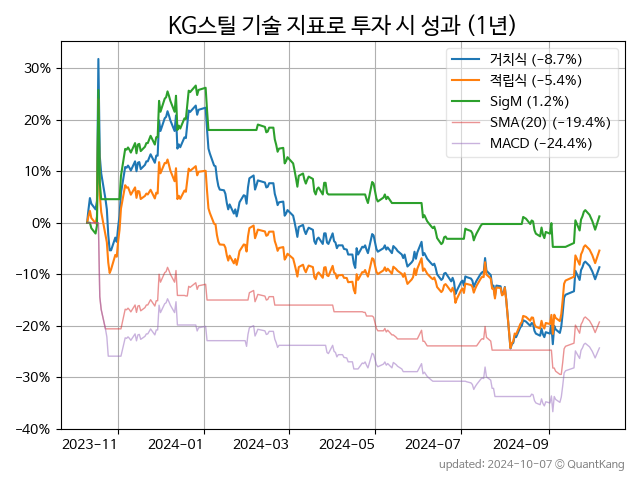 KG스틸 기술 지표로 투자 시 성과 (1년)
거치식 (−8.7%)
적립식 (−5.4%)
SigM (1.2%)
SMA(20) (−19.4%)
MACD (−24.4%)
30%
20%
10%
0%
−10%
−20%
−30%
−40%
2023−11 2024−01 2024−03 2024−05 2024−07 2024−09
updated: 2024-10-07 © QuantKang